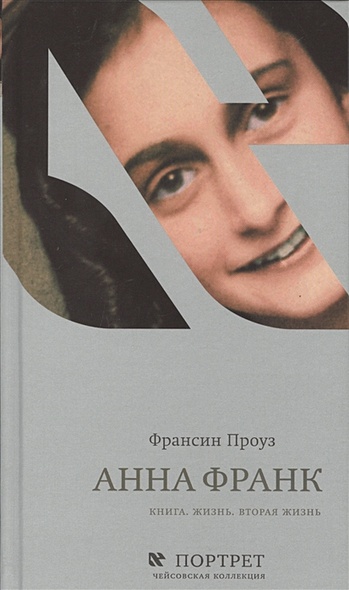 Франсин Проуз
АННА ФРАНК
КНИГА. ЖИЗНЬ. ВТОРАЯ ЖИЗНЬ
ПОРТРЕТ
ЧЕЙСОВСКАЯ КОЛЛЕКЦИЯ